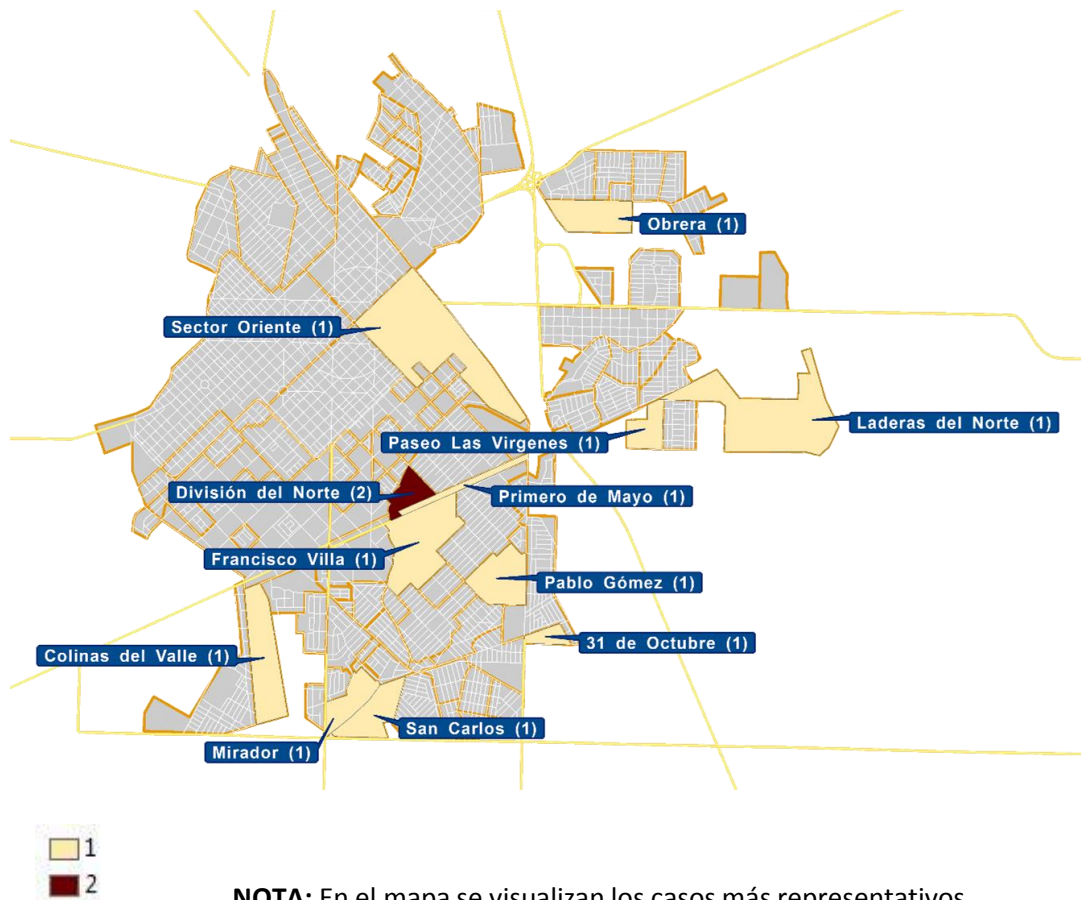 Obrera (1)
Sector Oriente (1)
Laderas del Norte (1)
Paseo Las Virgenes (1)
División del Norte (2)
Primero de Mayo (1)
Francisco Villa (1)
Pablo Gómez (1)
31 de Octubre (1)
Colinas del Valle (1)
San Carlos (1)
Mirador (1)
1
2
NOTA: En el mapa se visualizan los casos más representativos